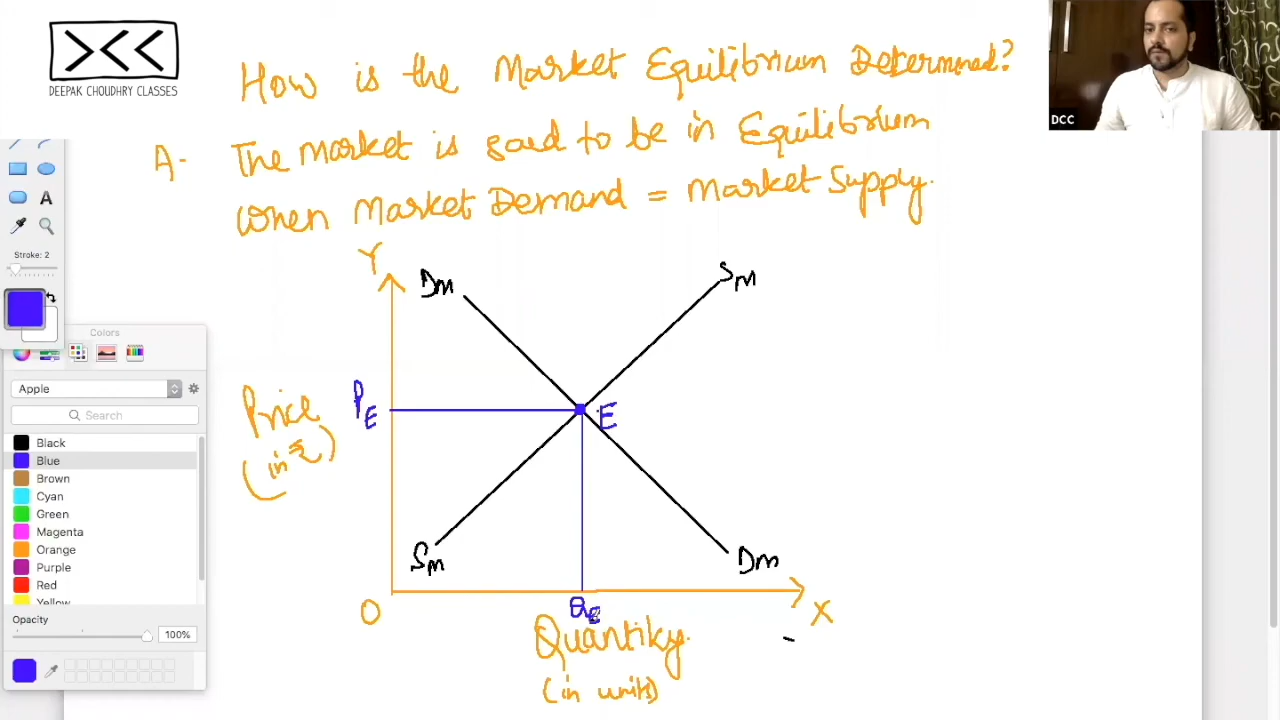 DEEPAK CHOUDHRY CLASSES
How is the Market Equilibrium Determined?
A- The Market is said to be in Equilibrium
when Market Demand = Market Supply.
DCC
Stroke: 2
Colors
Apple
Search
Black
Blue
Brown
Cyan
Green
Magenta
Orange
Purple
Red
Yellow
Opacity
100%
Y
DM
SM
Price
(in ₹)
PE
E
SM
DM
O
QE
X
Quantity
(in units)